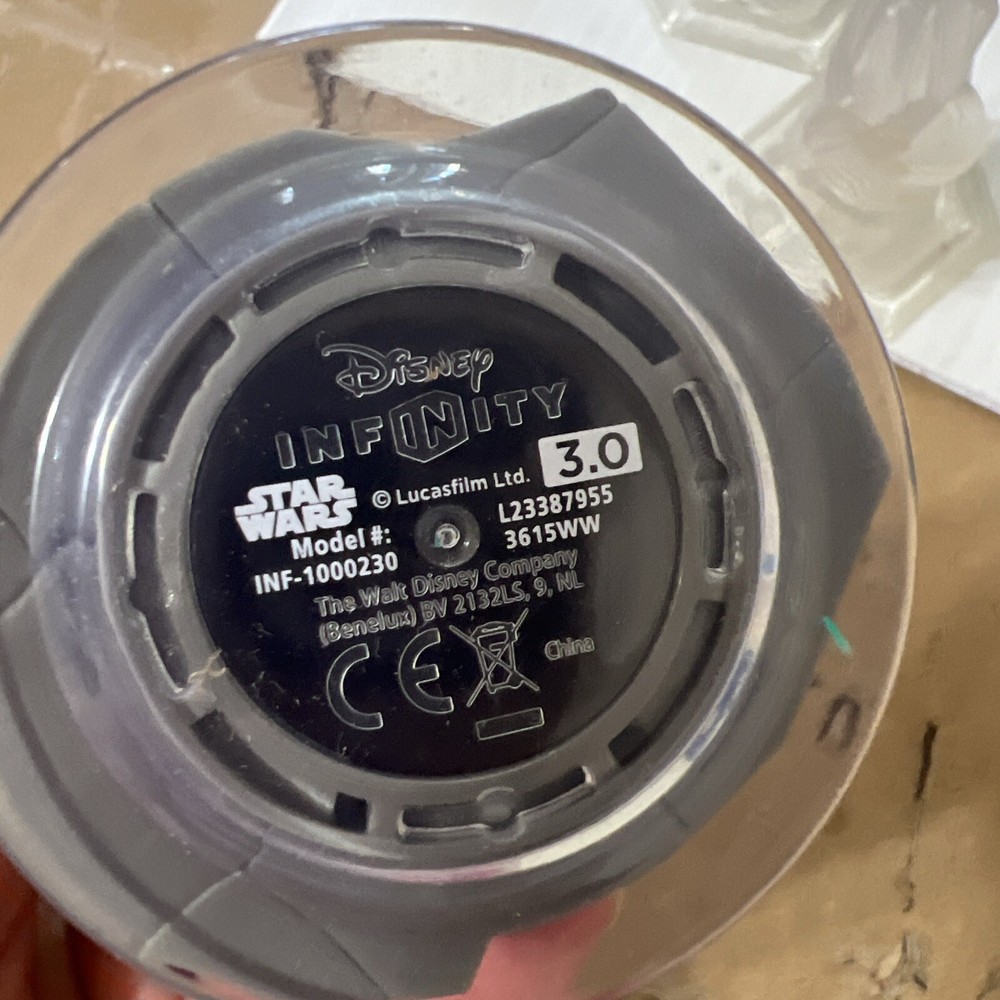 Disney
INFINITY
3.0
STAR WARS
© Lucasfilm Ltd.
Model #:
L23387955
INF-1000230
3615WW
The Walt Disney Company
(Benelux) BV 2132LS, 9, NL
CE
China